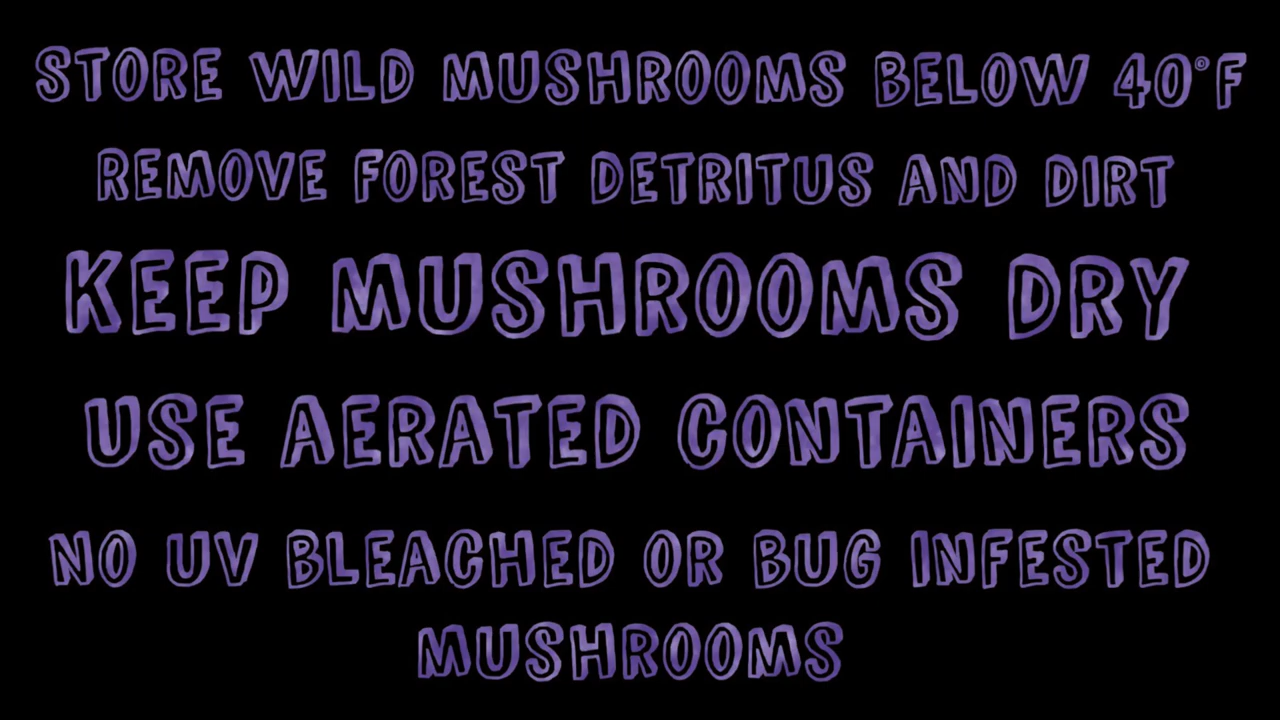 STORE WILD MUSHROOMS BELOW 40°F
REMOVE FOREST DETRITUS AND DIRT
KEEP MUSHROOMS DRY
USE AERATED CONTAINERS
NO UV BLEACHED OR BUG INFESTED
MUSHROOMS